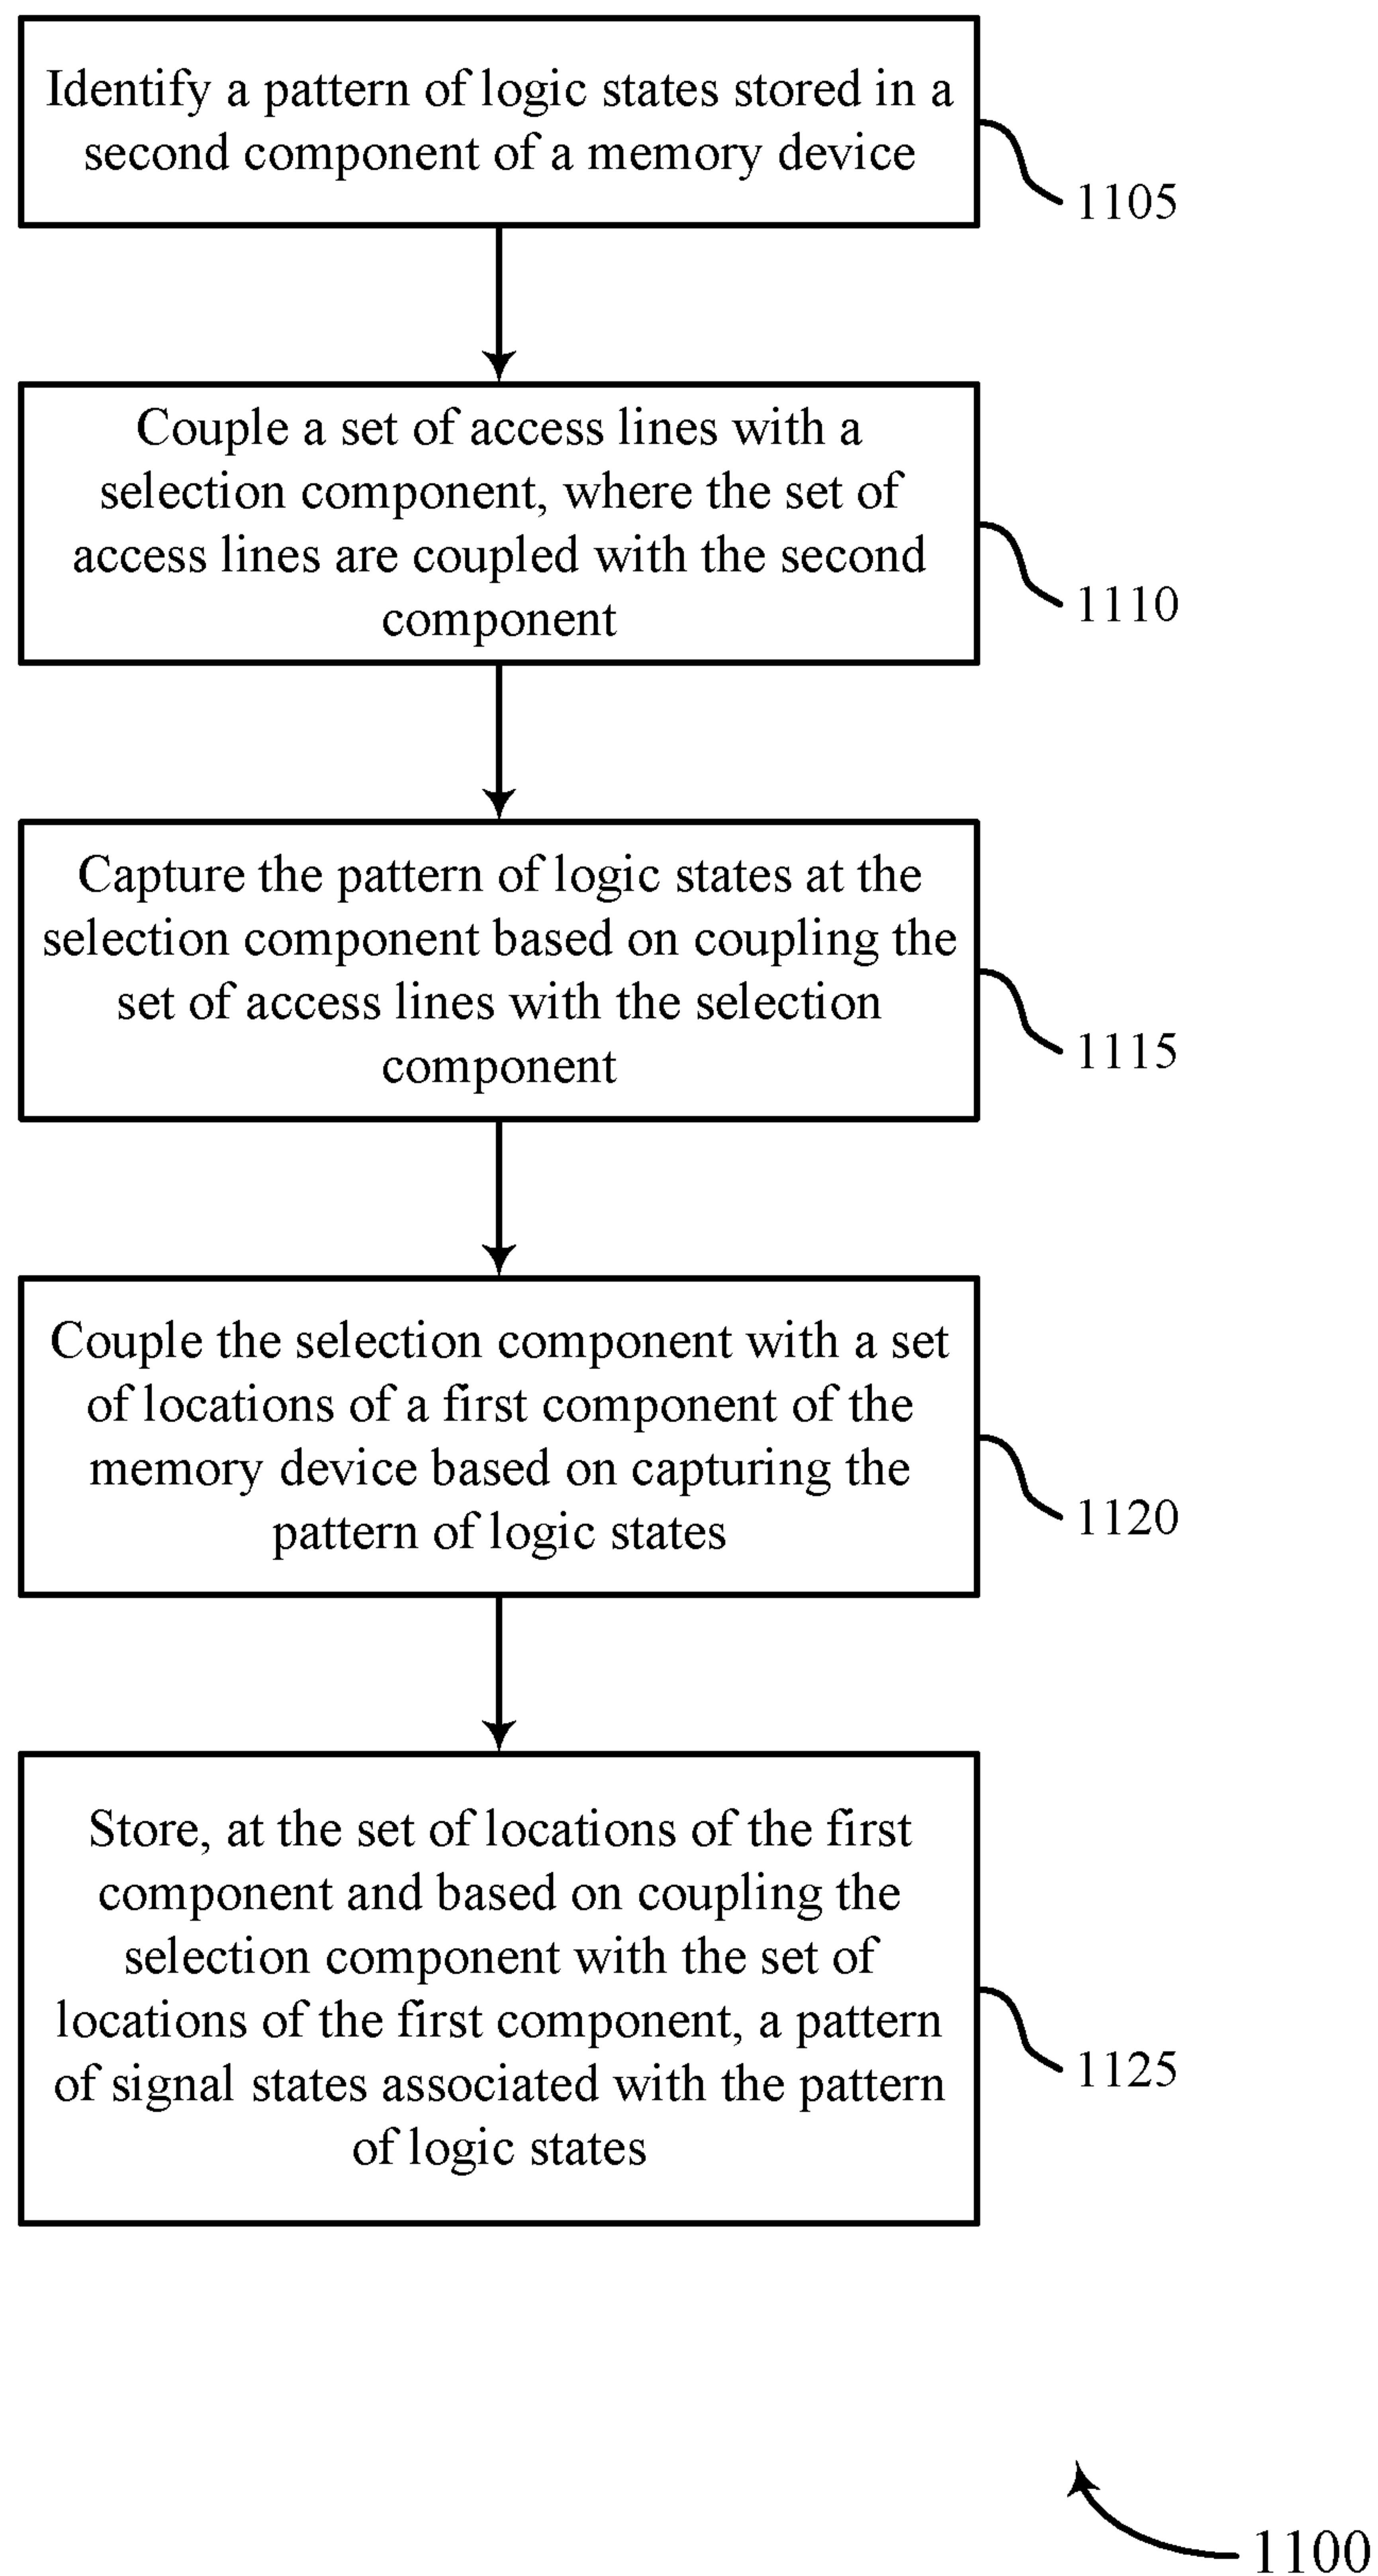 Identify a pattern of logic states stored in a
second component of a memory device
1105
Couple a set of access lines with a
selection component, where the set of
access lines are coupled with the second
component
1110
Capture the pattern of logic states at the
selection component based on coupling the
set of access lines with the selection
component
1115
Couple the selection component with a set
of locations of a first component of the
memory device based on capturing the
pattern of logic states
1120
Store, at the set of locations of the first
component and based on coupling the
selection component with the set of
locations of the first component, a pattern
of signal states associated with the pattern
of logic states
1125
1100